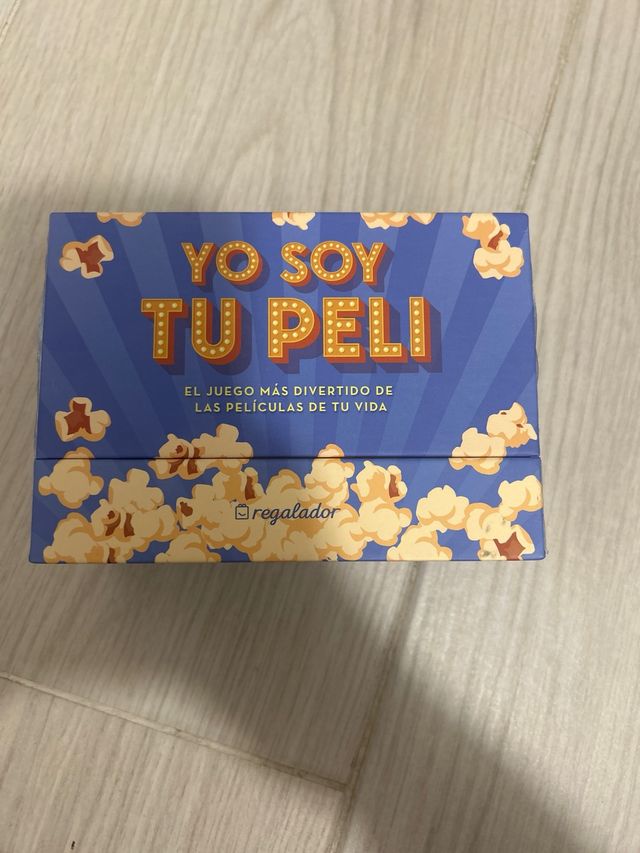 YO SOY
TU PELI
EL JUEGO MÁS DIVERTIDO DE
LAS PELÍCULAS DE TU VIDA
regalador